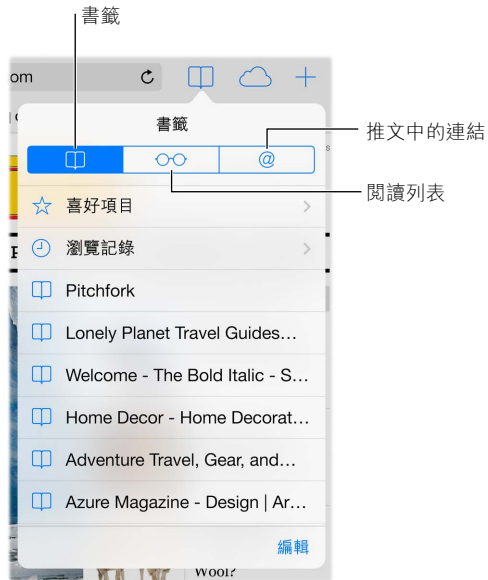 書籤
om
書籤
@
推文中的連結
閱讀列表
喜好項目
瀏覽記錄
Pitchfork
Lonely Planet Travel Guides…
Welcome - The Bold Italic - S…
Home Decor - Home Decorat…
Adventure Travel, Gear, and…
Azure Magazine - Design | Ar…
編輯
Wool?